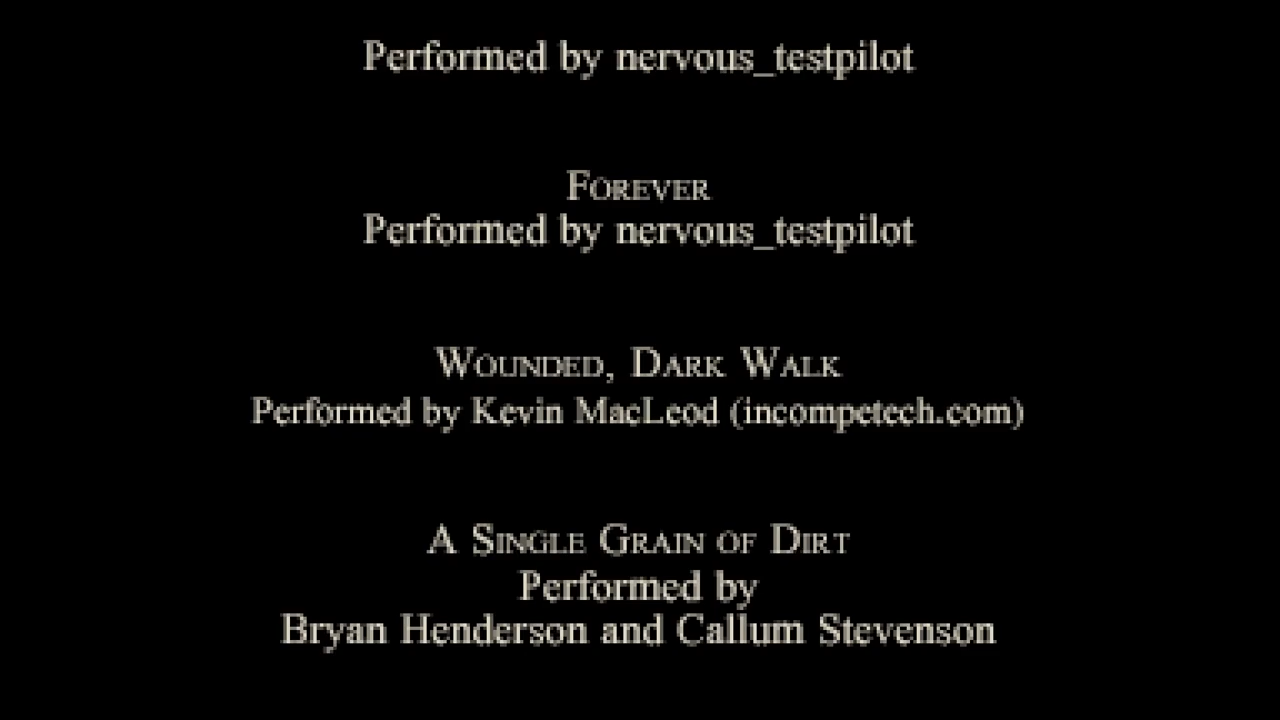 Performed by nervous_testpilot
FOREVER
Performed by nervous_testpilot
WOUNDED, DARK WALK
Performed by Kevin MacLeod (incompetech.com)
A SINGLE GRAIN OF DIRT
Performed by
Bryan Henderson and Callum Stevenson